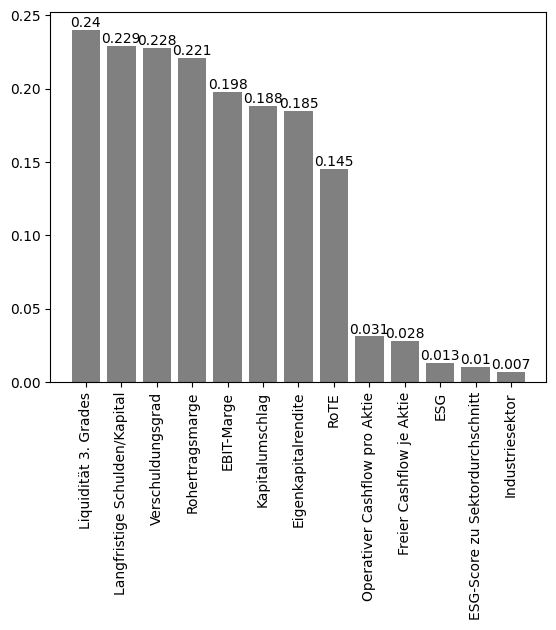 0.25
0.20
0.15
0.10
0.05
0.00
0.24
0.229
0.228
0.221
0.198
0.188
0.185
0.145
0.031
0.028
0.013
0.01
0.007
Liquidität 3. Grades
Langfristige Schulden/Kapital
Verschuldungsgrad
Rohertragsmarge
EBIT-Marge
Kapitalumschlag
Eigenkapitalrendite
RoTE
Operativer Cashflow pro Aktie
Freier Cashflow je Aktie
ESG
ESG-Score zu Sektordurchschnitt
Industriesektor